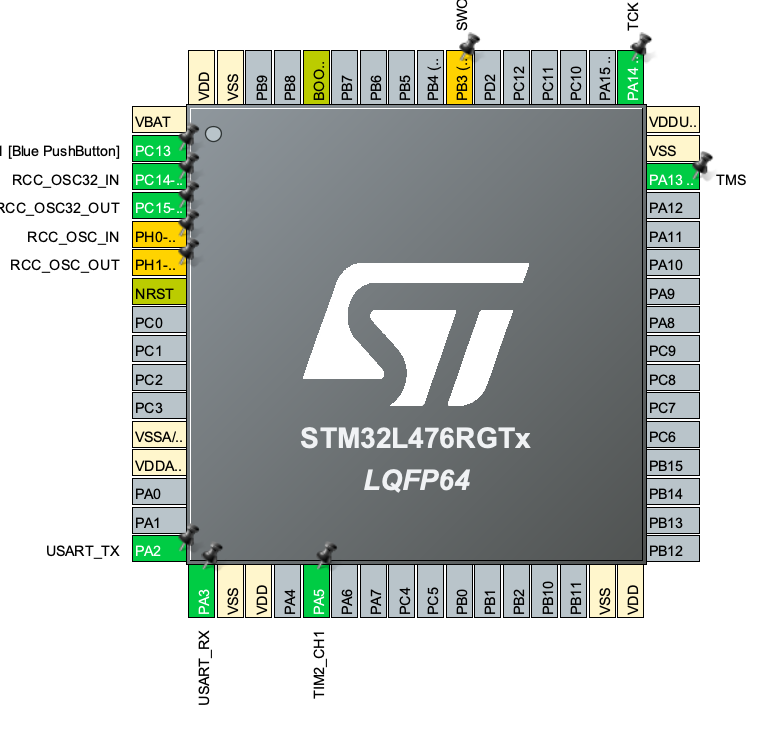 SWO
TCK
VDD
VSS
PB9
PB8
BOO..
PB7
PB6
PB5
PB4 (..
PB3 (..
PD2
PC12
PC11
PC10
PA15 ..
PA14 ..
VBAT
I [Blue PushButton] PC13
RCC_OSC32_IN PC14-..
RCC_OSC32_OUT PC15-..
RCC_OSC_IN PH0-..
RCC_OSC_OUT PH1-..
NRST
PC0
PC1
PC2
PC3
VSSA/..
VDDA..
PA0
PA1
USART_TX PA2
VDDU..
VSS
PA13 .. TMS
PA12
PA11
PA10
PA9
PA8
PC9
PC8
PC7
PC6
PB15
PB14
PB13
PB12
ST
STM32L476RGTx
LQFP64
PA3
VSS
VDD
PA4
PA5
PA6
PA7
PC4
PC5
PB0
PB1
PB2
PB10
PB11
VSS
VDD
USART_RX
TIM2_CH1